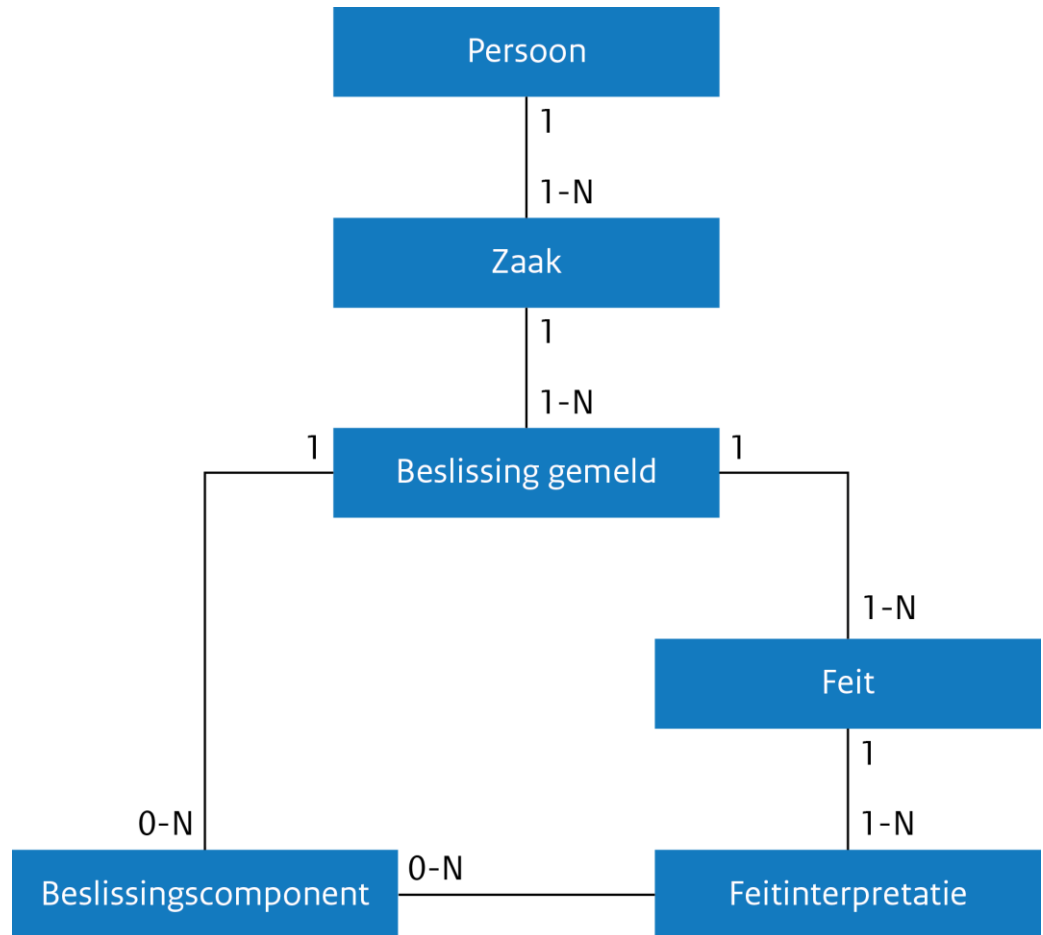 Persoon
1
1-N
Zaak
1
1-N
1
Beslissing gemeld
1
1-N
Feit
1
0-N
1-N
Beslissingscomponent
0-N
Feitinterpretatie